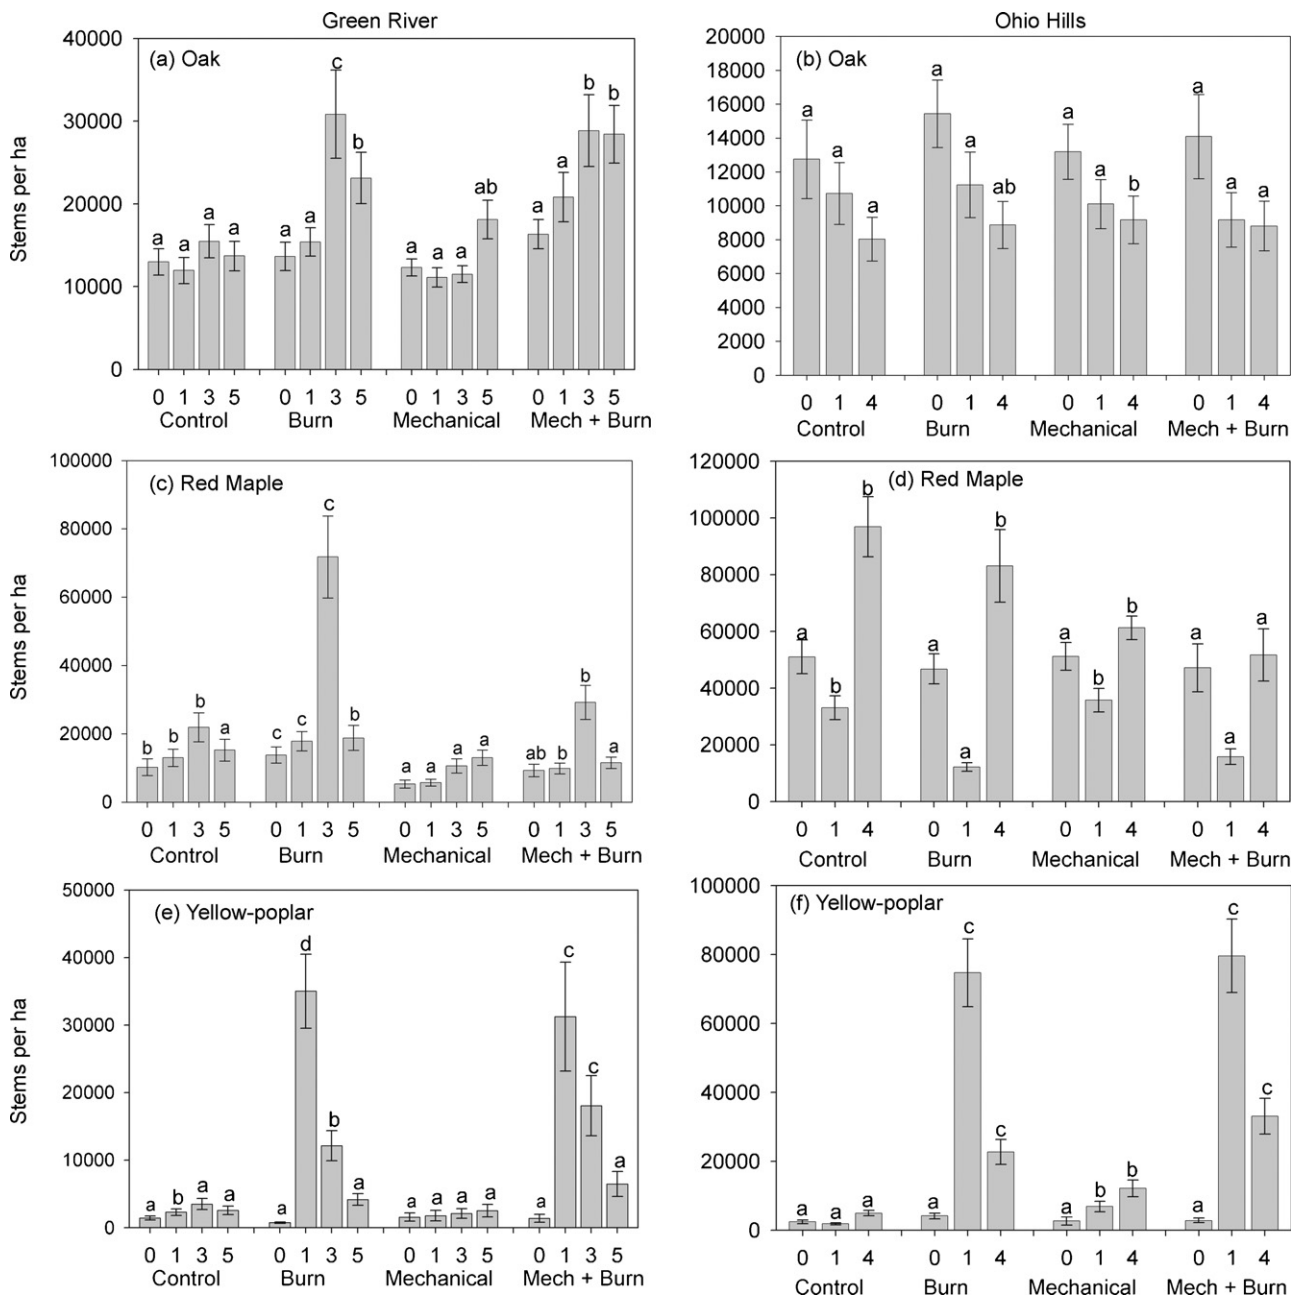 Green River
Ohio Hills
Stems per ha
40000
30000
20000
10000
0
(a) Oak
a a a a a a c b a a a ab a a b b
0 1 3 5 0 1 3 5 0 1 3 5 0 1 3 5
Control Burn Mechanical Mech + Burn
20000
18000
16000
14000
12000
10000
8000
6000
4000
2000
0
(b) Oak
a a a a a ab a a b a a a
0 1 4 0 1 4 0 1 4 0 1 4
Control Burn Mechanical Mech + Burn
Stems per ha
100000
80000
60000
40000
20000
0
(c) Red Maple
b b b a c c c b a a a a ab b b a
0 1 3 5 0 1 3 5 0 1 3 5 0 1 3 5
Control Burn Mechanical Mech + Burn
120000
100000
80000
60000
40000
20000
0
(d) Red Maple
a b b a a b a b b a a a
0 1 4 0 1 4 0 1 4 0 1 4
Control Burn Mechanical Mech + Burn
Stems per ha
50000
40000
30000
20000
10000
0
(e) Yellow-poplar
a b a a a d b a a a a a a c c a
0 1 3 5 0 1 3 5 0 1 3 5 0 1 3 5
Control Burn Mechanical Mech + Burn
100000
80000
60000
40000
20000
0
(f) Yellow-poplar
a a a a c c a b b a c c
0 1 4 0 1 4 0 1 4 0 1 4
Control Burn Mechanical Mech + Burn